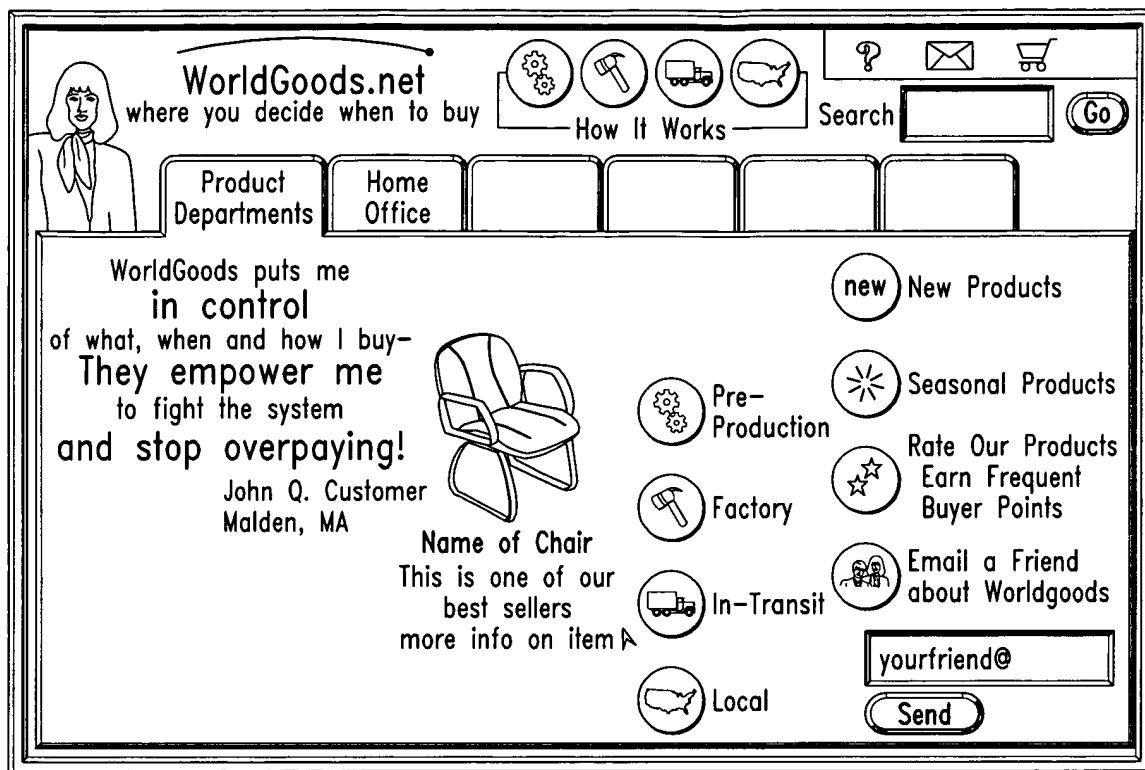 WorldGoods.net
where you decide when to buy
How It Works
Search
Go
Product
Departments
Home
Office
WorldGoods puts me
in control
of what, when and how I buy–
They empower me
to fight the system
and stop overpaying!
John Q. Customer
Malden, MA
Name of Chair
This is one of our
best sellers
more info on item
Pre–
Production
Factory
In–Transit
Local
new
New Products
Seasonal Products
Rate Our Products
Earn Frequent
Buyer Points
Email a Friend
about Worldgoods
yourfriend@
Send